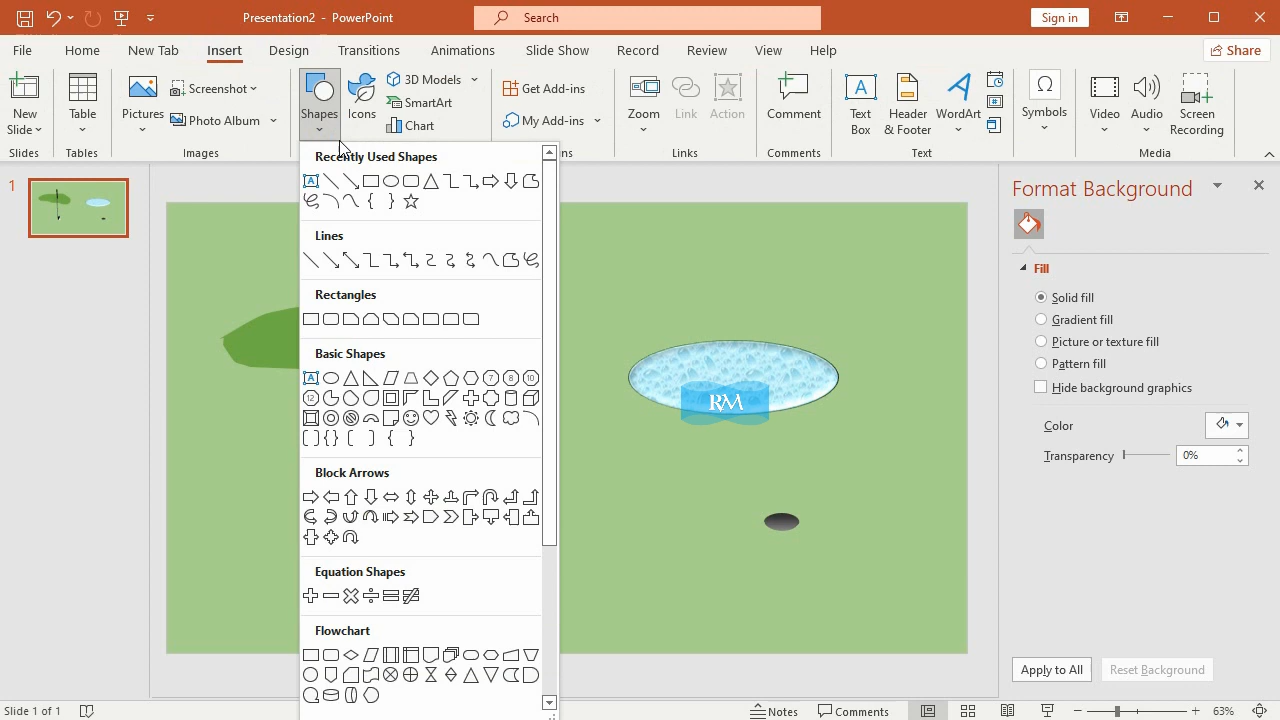 Presentation2 - PowerPoint
Search
Sign in
File
Home
New Tab
Insert
Design
Transitions
Animations
Slide Show
Record
Review
View
Help
Share
New
Slide
Table
Pictures
Screenshot
Photo Album
Shapes
Icons
3D Models
SmartArt
Chart
Get Add-ins
My Add-ins
Zoom
Link
Action
Comment
Text
Box
Header
& Footer
WordArt
Symbols
Video
Audio
Screen
Recording
Slides
Tables
Images
Links
Comments
Text
Media
1
Recently Used Shapes
Lines
Rectangles
Basic Shapes
Block Arrows
Equation Shapes
Flowchart
RM
Format Background
Fill
Solid fill
Gradient fill
Picture or texture fill
Pattern fill
Hide background graphics
Color
Transparency
0%
Apply to All
Reset Background
Slide 1 of 1
Notes
Comments
63%